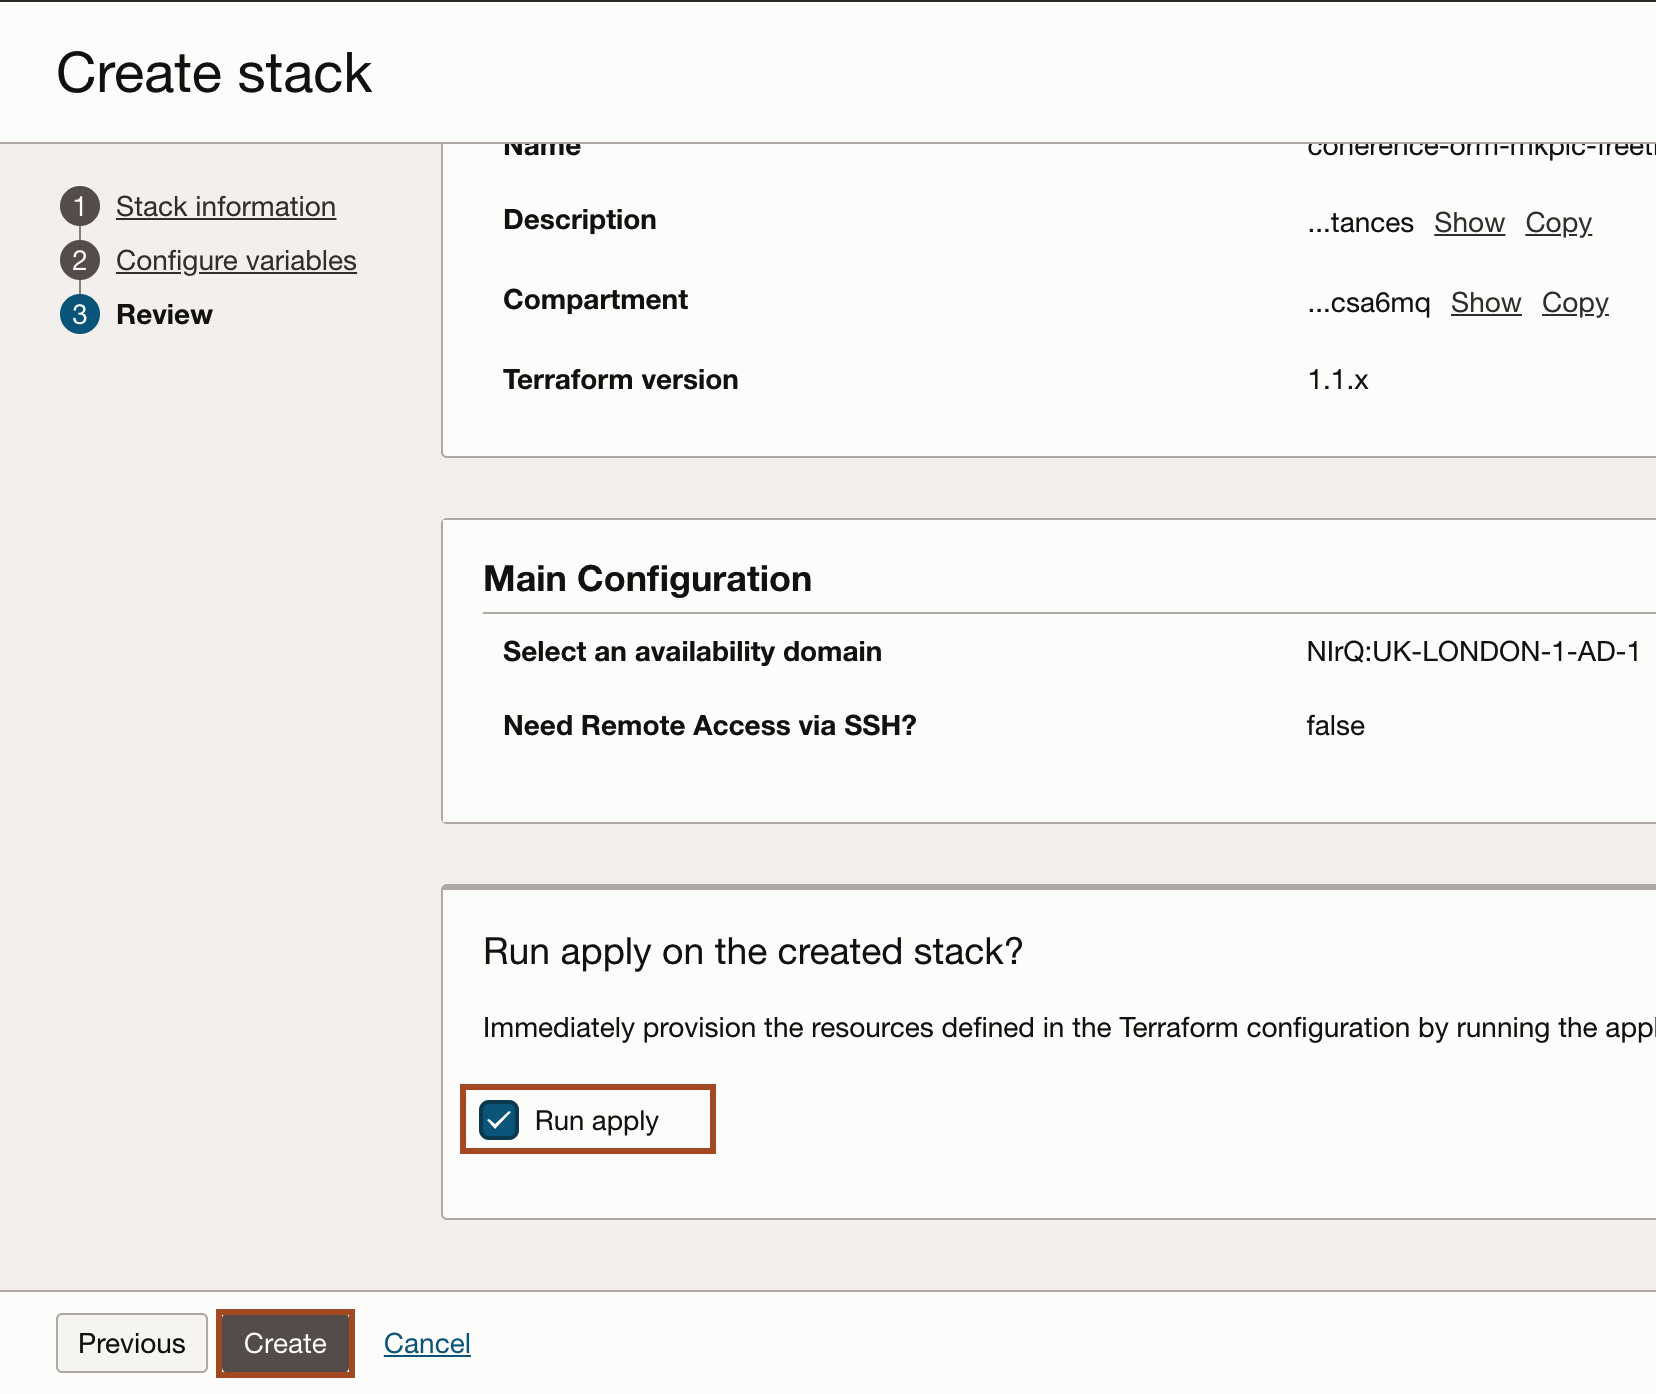 Create stack
1 Stack information
2 Configure variables
3 Review
Name
Description ...tances Show Copy
Compartment ...csa6mq Show Copy
Terraform version 1.1.x
Main Configuration
Select an availability domain NIrQ:UK-LONDON-1-AD-1
Need Remote Access via SSH? false
Run apply on the created stack?
Immediately provision the resources defined in the Terraform configuration by running the appl
Run apply
Previous Create Cancel